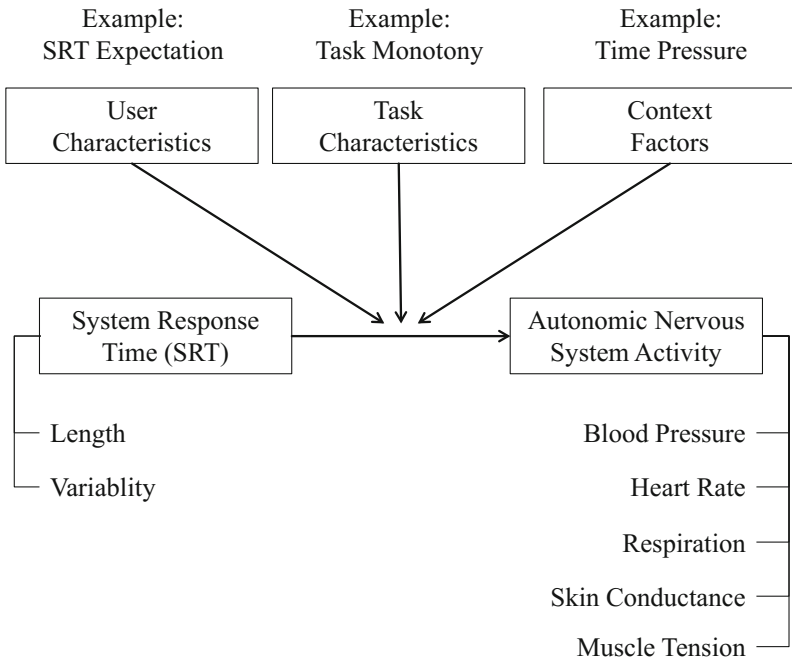 Example:
SRT Expectation
Example:
Task Monotony
Example:
Time Pressure
User
Characteristics
Task
Characteristics
Context
Factors
System Response
Time (SRT)
Autonomic Nervous
System Activity
Length
Variablity
Blood Pressure
Heart Rate
Respiration
Skin Conductance
Muscle Tension